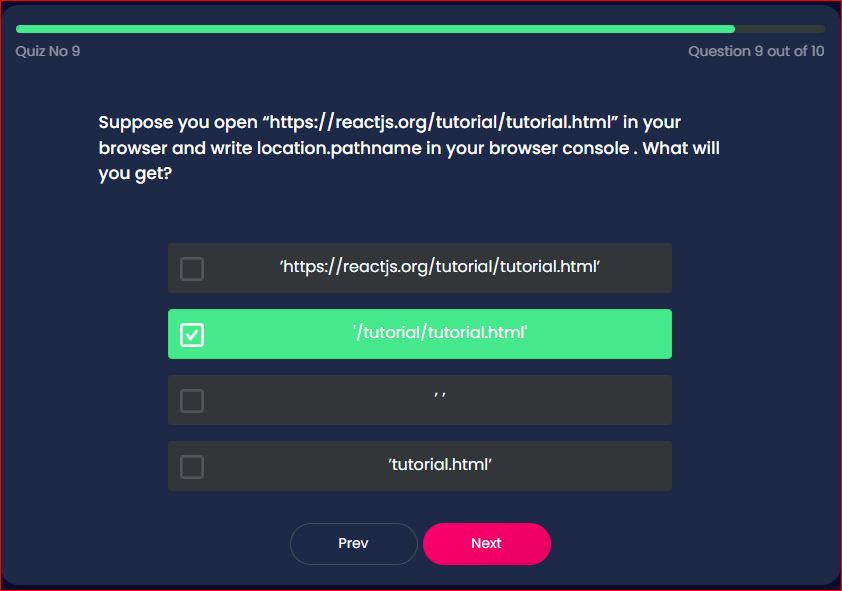 Quiz No 9
Question 9 out of 10
Suppose you open “https://reactjs.org/tutorial/tutorial.html” in your
browser and write location.pathname in your browser console . What will
you get?
’https://reactjs.org/tutorial/tutorial.html’
'/tutorial/tutorial.html'
’ ’
’tutorial.html’
Prev
Next